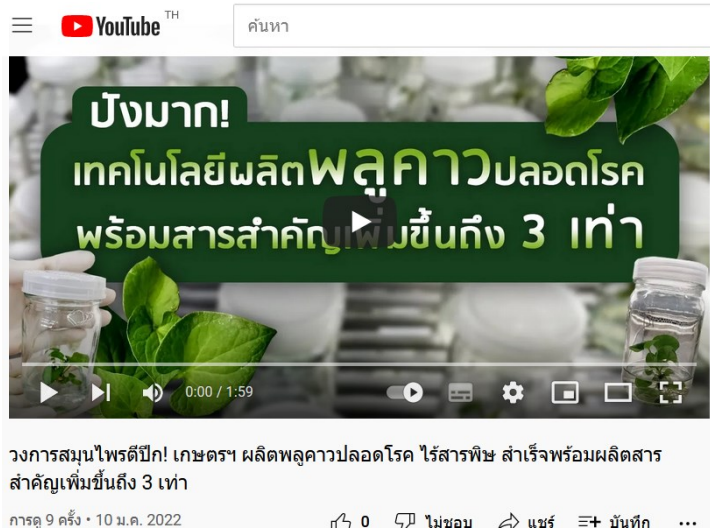 YouTube TH
ค้นหา
ปังมาก!
เทคโนโลยีผลิตพลูคาวปลอดโรค
พร้อมสารสำคัญเพิ่มขึ้นถึง 3 เท่า
0:00 / 1:59
วงการสมุนไพรตีปีก! เกษตรฯ ผลิตพลูคาวปลอดโรค ไร้สารพิษ สำเร็จพร้อมผลิตสาร
สำคัญเพิ่มขึ้นถึง 3 เท่า
การดู 9 ครั้ง • 10 ม.ค. 2022 0 ไม่ชอบ แชร์ บันทึก